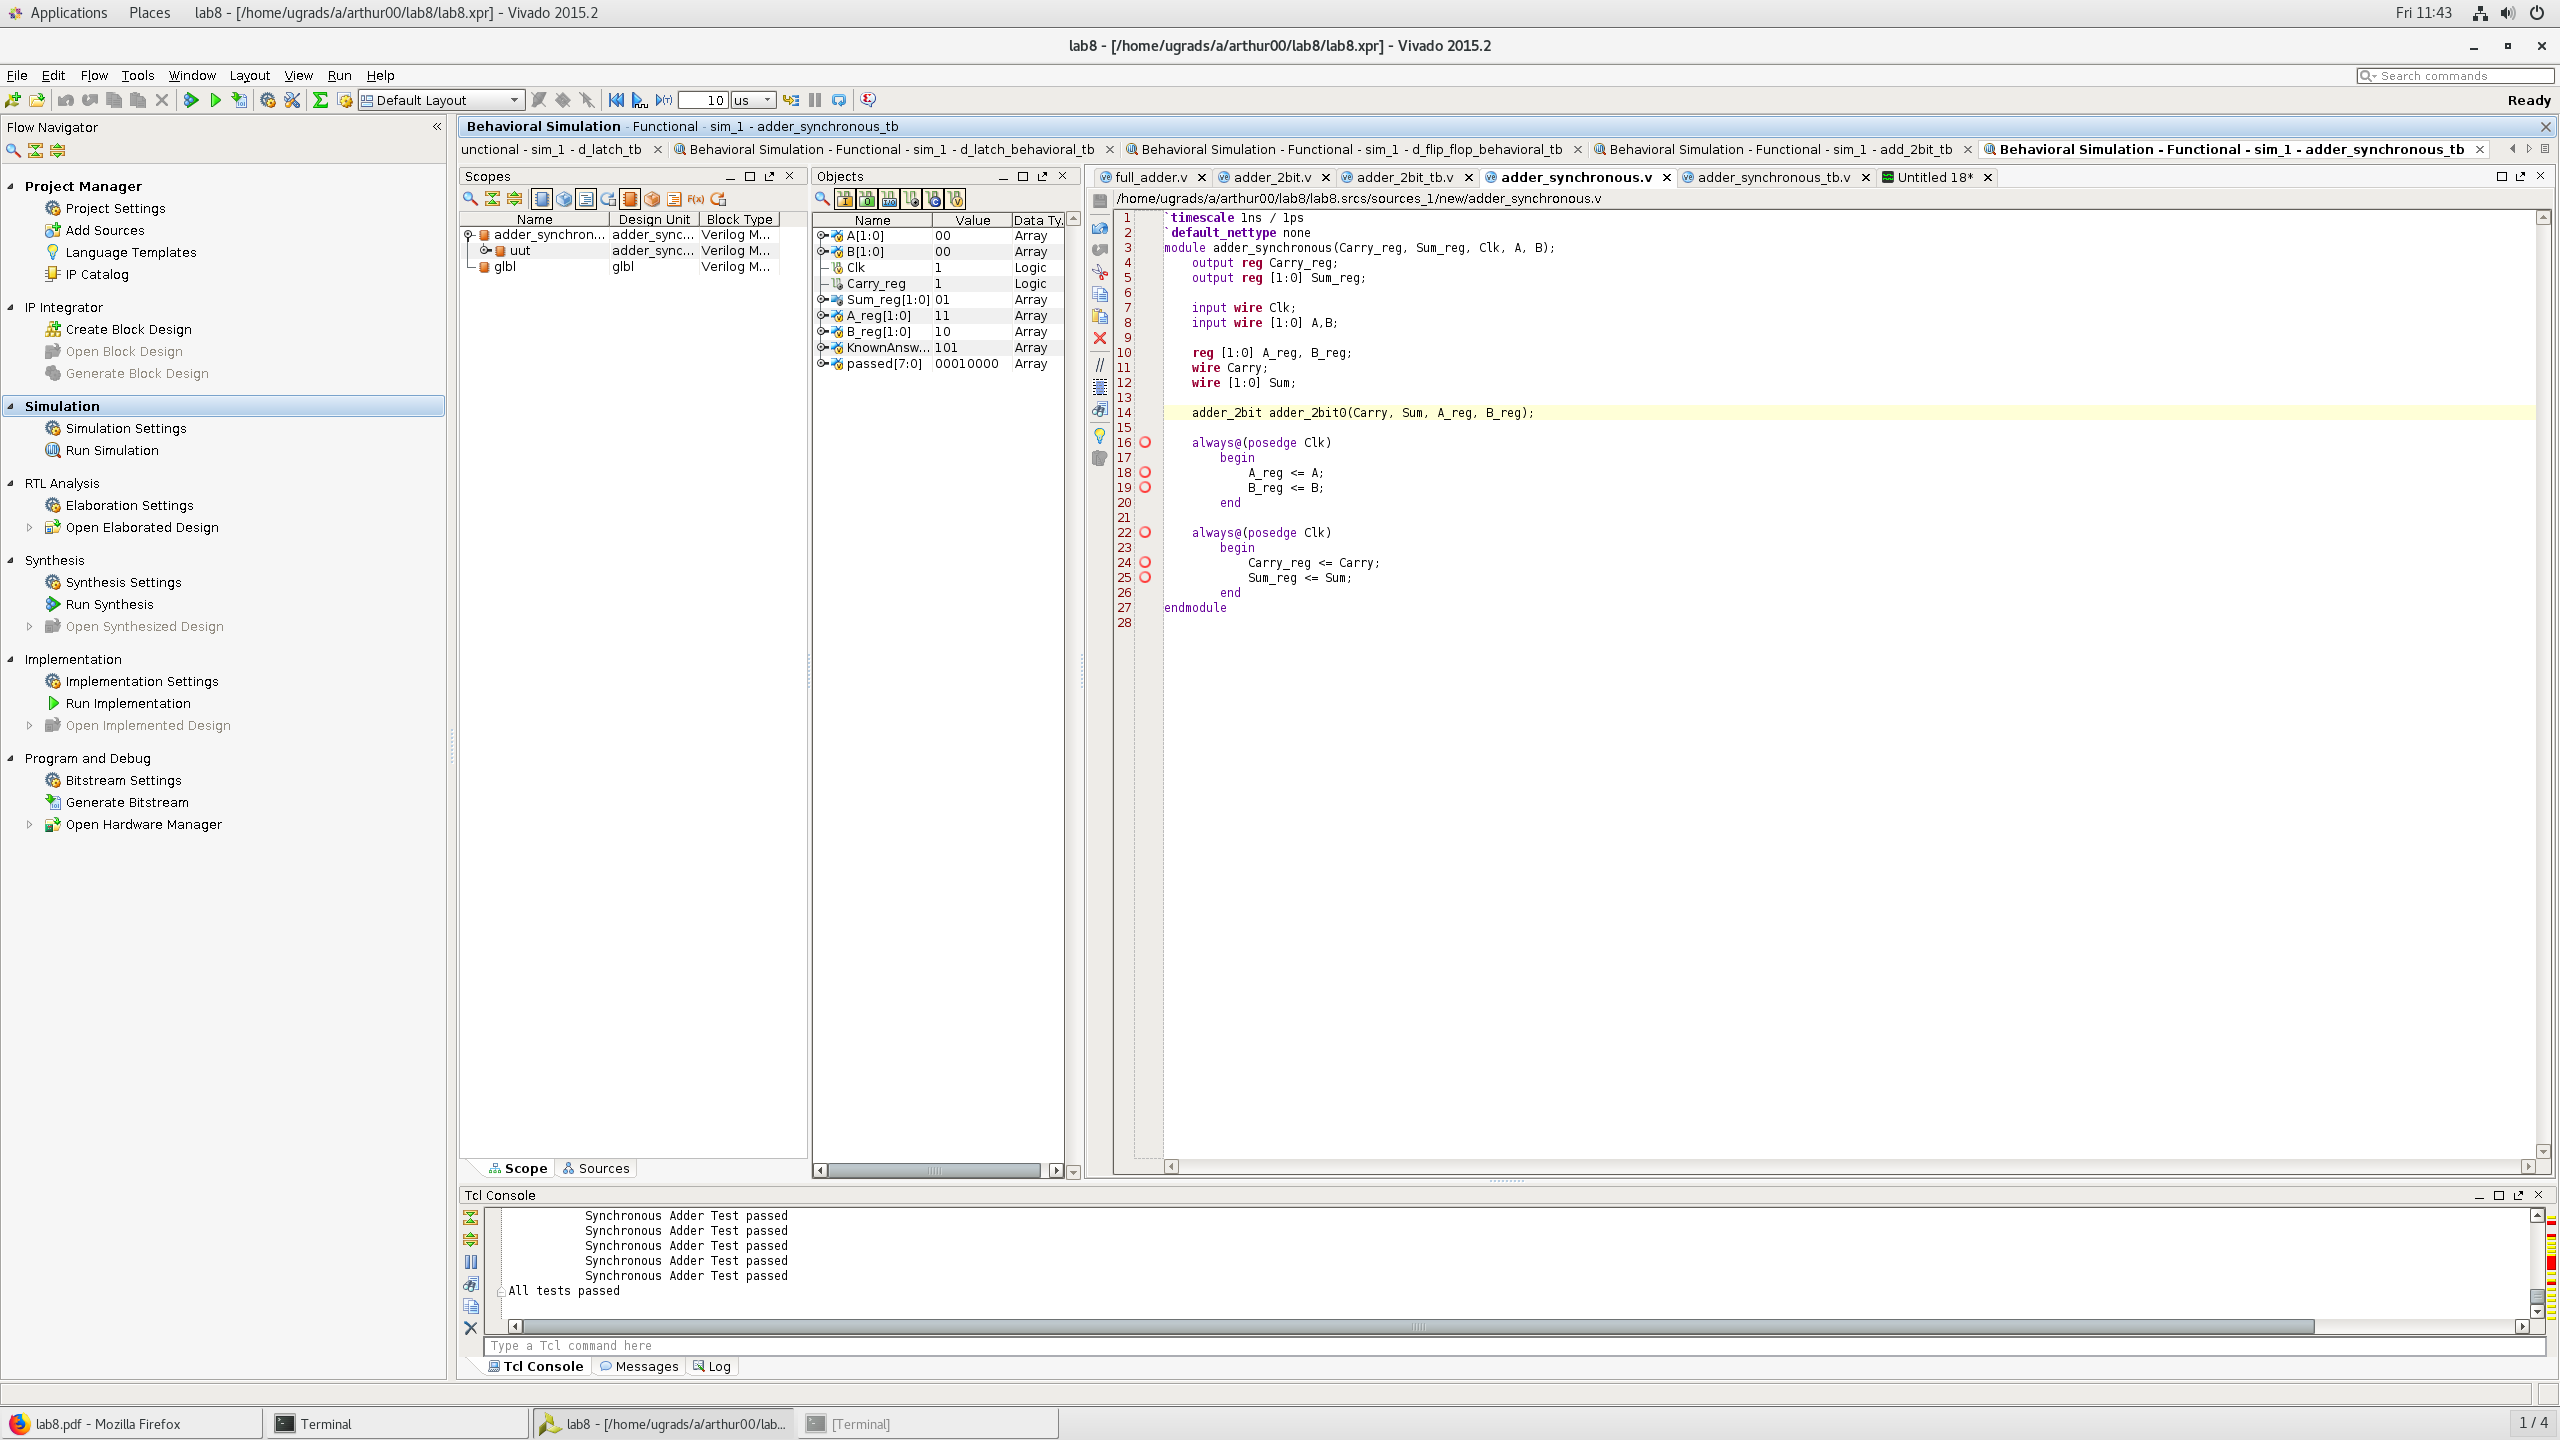 Applications Places lab8 - [/home/ugrads/a/arthur00/lab8/lab8.xpr] - Vivado 2015.2 Fri 11:43
lab8 - [/home/ugrads/a/arthur00/lab8/lab8.xpr] - Vivado 2015.2
File Edit Flow Tools Window Layout View Run Help Search commands
Default Layout 10 us Ready
Flow Navigator
Project Manager
Project Settings
Add Sources
Language Templates
IP Catalog
IP Integrator
Create Block Design
Open Block Design
Generate Block Design
Simulation
Simulation Settings
Run Simulation
RTL Analysis
Elaboration Settings
Open Elaborated Design
Synthesis
Synthesis Settings
Run Synthesis
Open Synthesized Design
Implementation
Implementation Settings
Run Implementation
Open Implemented Design
Program and Debug
Bitstream Settings
Generate Bitstream
Open Hardware Manager
Behavioral Simulation - Functional - sim_1 - adder_synchronous_tb
unctional - sim_1 - d_latch_tb Behavioral Simulation - Functional - sim_1 - d_latch_behavioral_tb Behavioral Simulation - Functional - sim_1 - d_flip_flop_behavioral_tb Behavioral Simulation - Functional - sim_1 - add_2bit_tb Behavioral Simulation - Functional - sim_1 - adder_synchronous_tb
Scopes
F(x)
Name Design Unit Block Type
adder_synchron... adder_sync... Verilog M...
uut adder_sync... Verilog M...
glbl glbl Verilog M...
Scope Sources
Objects
Name Value Data Ty.
A[1:0] 00 Array
B[1:0] 00 Array
Clk 1 Logic
Carry_reg 1 Logic
Sum_reg[1:0] 01 Array
A_reg[1:0] 11 Array
B_reg[1:0] 10 Array
KnownAnsw... 101 Array
passed[7:0] 00010000 Array
full_adder.v adder_2bit.v adder_2bit_tb.v adder_synchronous.v adder_synchronous_tb.v Untitled 18*
/home/ugrads/a/arthur00/lab8/lab8.srcs/sources_1/new/adder_synchronous.v
1 `timescale 1ns / 1ps
2 `default_nettype none
3 module adder_synchronous(Carry_reg, Sum_reg, Clk, A, B);
4 output reg Carry_reg;
5 output reg [1:0] Sum_reg;
6
7 input wire Clk;
8 input wire [1:0] A,B;
9
10 reg [1:0] A_reg, B_reg;
11 wire Carry;
12 wire [1:0] Sum;
13
14 adder_2bit adder_2bit0(Carry, Sum, A_reg, B_reg);
15
16 always@(posedge Clk)
17 begin
18 A_reg <= A;
19 B_reg <= B;
20 end
21
22 always@(posedge Clk)
23 begin
24 Carry_reg <= Carry;
25 Sum_reg <= Sum;
26 end
27 endmodule
28
Tcl Console
Synchronous Adder Test passed
Synchronous Adder Test passed
Synchronous Adder Test passed
Synchronous Adder Test passed
Synchronous Adder Test passed
All tests passed
Type a Tcl command here
Tcl Console Messages Log
lab8.pdf - Mozilla Firefox Terminal lab8 - [/home/ugrads/a/arthur00/lab... [Terminal] 1 / 4